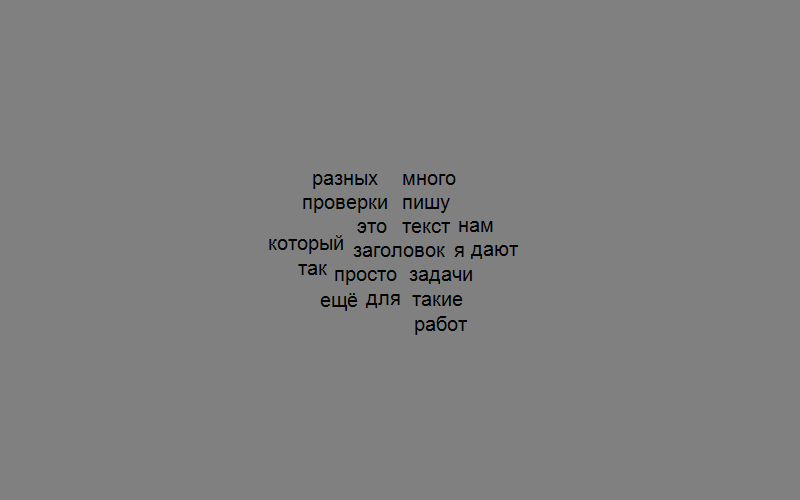 разных много
проверки пишу
это текст нам
который заголовок я дают
так просто задачи
ещё для такие
работ